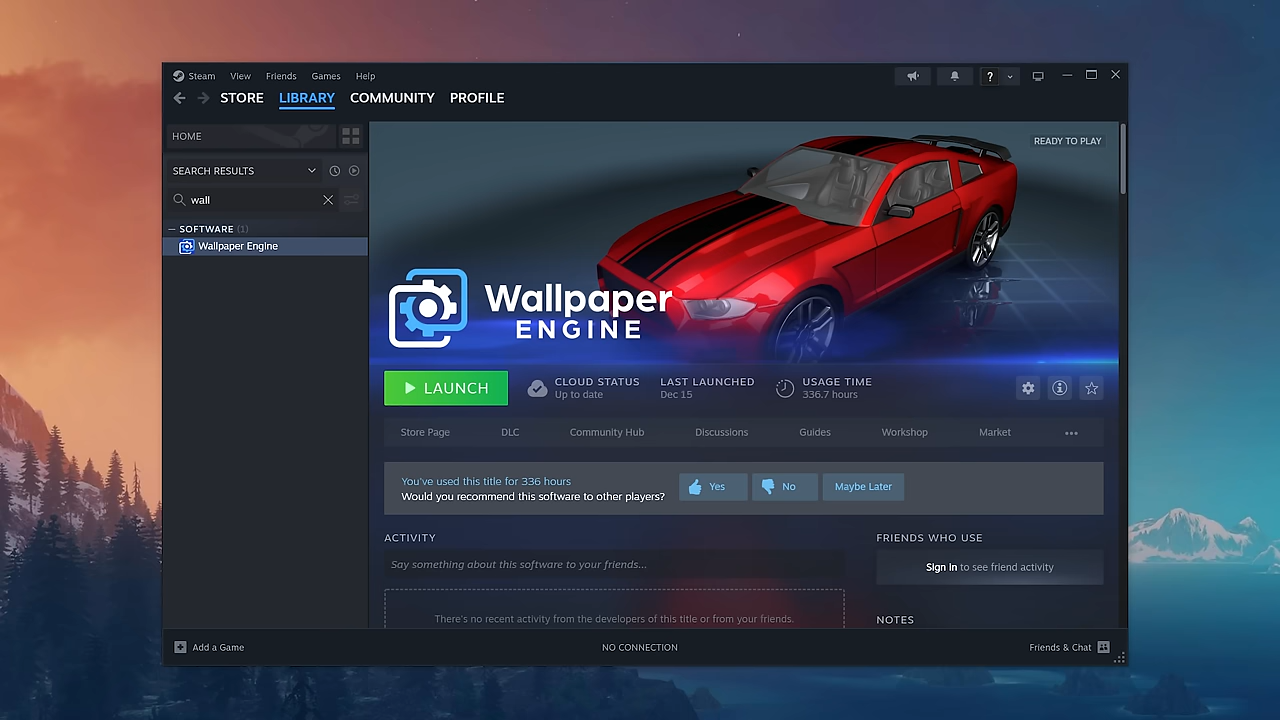 Steam View Friends Games Help
?
STORE LIBRARY COMMUNITY PROFILE
HOME
READY TO PLAY
SEARCH RESULTS
wall
— SOFTWARE (1)
Wallpaper Engine
Wallpaper
ENGINE
LAUNCH
CLOUD STATUS
Up to date
LAST LAUNCHED
Dec 15
USAGE TIME
336.7 hours
Store Page DLC Community Hub Discussions Guides Workshop Market •••
You've used this title for 336 hours
Would you recommend this software to other players?
Yes No Maybe Later
ACTIVITY
Say something about this software to your friends...
There's no recent activity from the developers of this title or from your friends.
FRIENDS WHO USE
Sign In to see friend activity
NOTES
Add a Game NO CONNECTION Friends & Chat